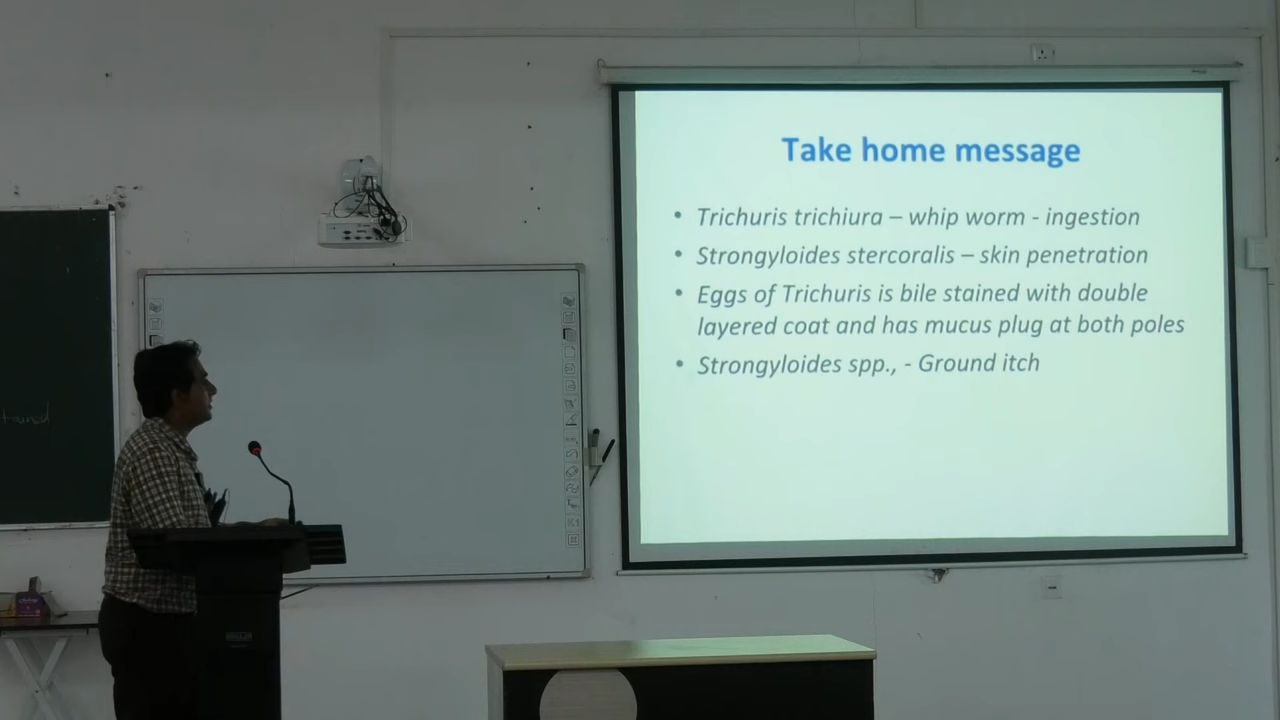 Take home message
• Trichuris trichiura – whip worm - ingestion
• Strongyloides stercoralis – skin penetration
• Eggs of Trichuris is bile stained with double
layered coat and has mucus plug at both poles
• Strongyloides spp., - Ground itch